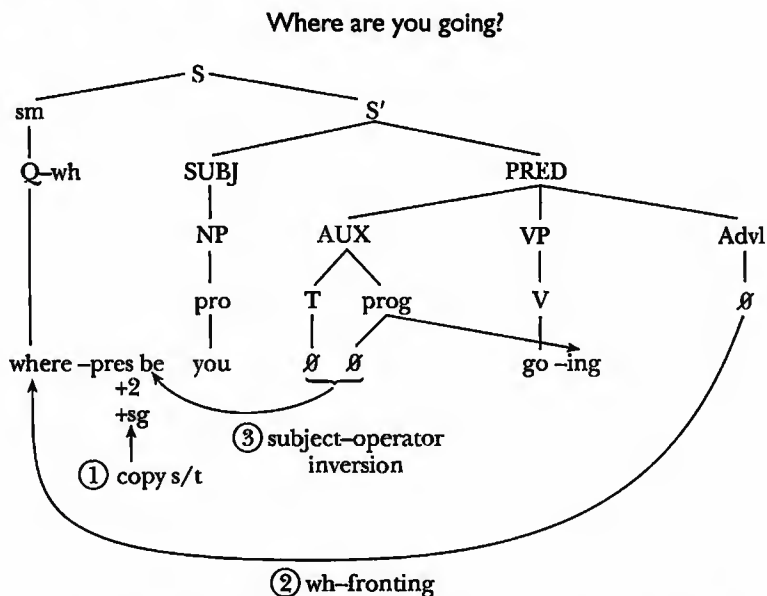 Where are you going?
S
sm S'
Q–wh SUBJ PRED
NP AUX VP Advl
pro T prog V ∅
where –pres be you ∅ ∅ go –ing
+2
+sg
③ subject–operator
inversion
① copy s/t
② wh–fronting